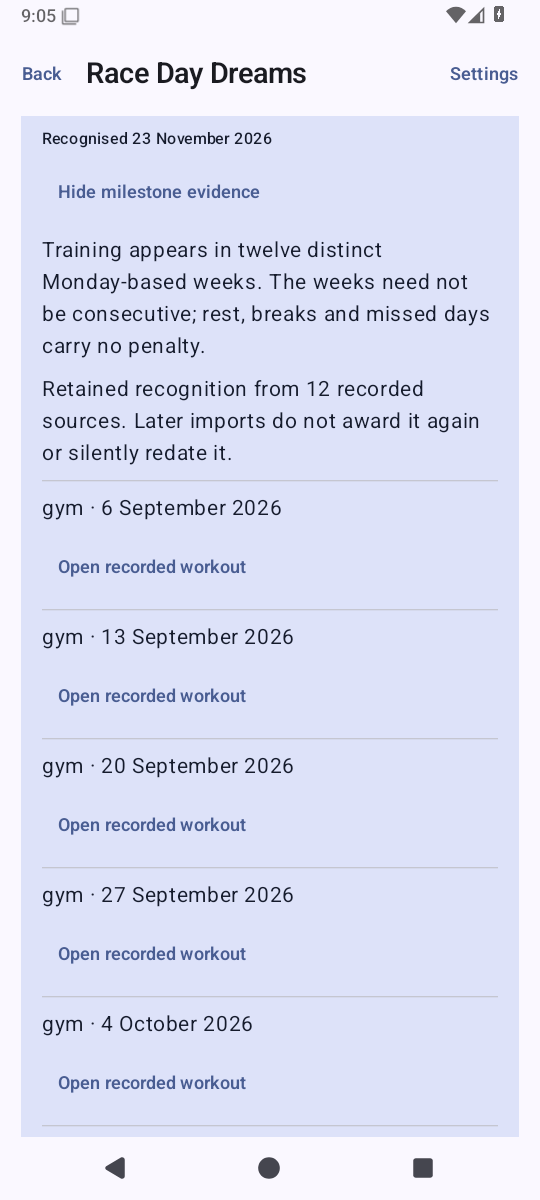 9:05
Back
Race Day Dreams
Settings
Recognised 23 November 2026
Hide milestone evidence
Training appears in twelve distinct
Monday-based weeks. The weeks need not
be consecutive; rest, breaks and missed days
carry no penalty.
Retained recognition from 12 recorded
sources. Later imports do not award it again
or silently redate it.
gym · 6 September 2026
Open recorded workout
gym · 13 September 2026
Open recorded workout
gym · 20 September 2026
Open recorded workout
gym · 27 September 2026
Open recorded workout
gym · 4 October 2026
Open recorded workout